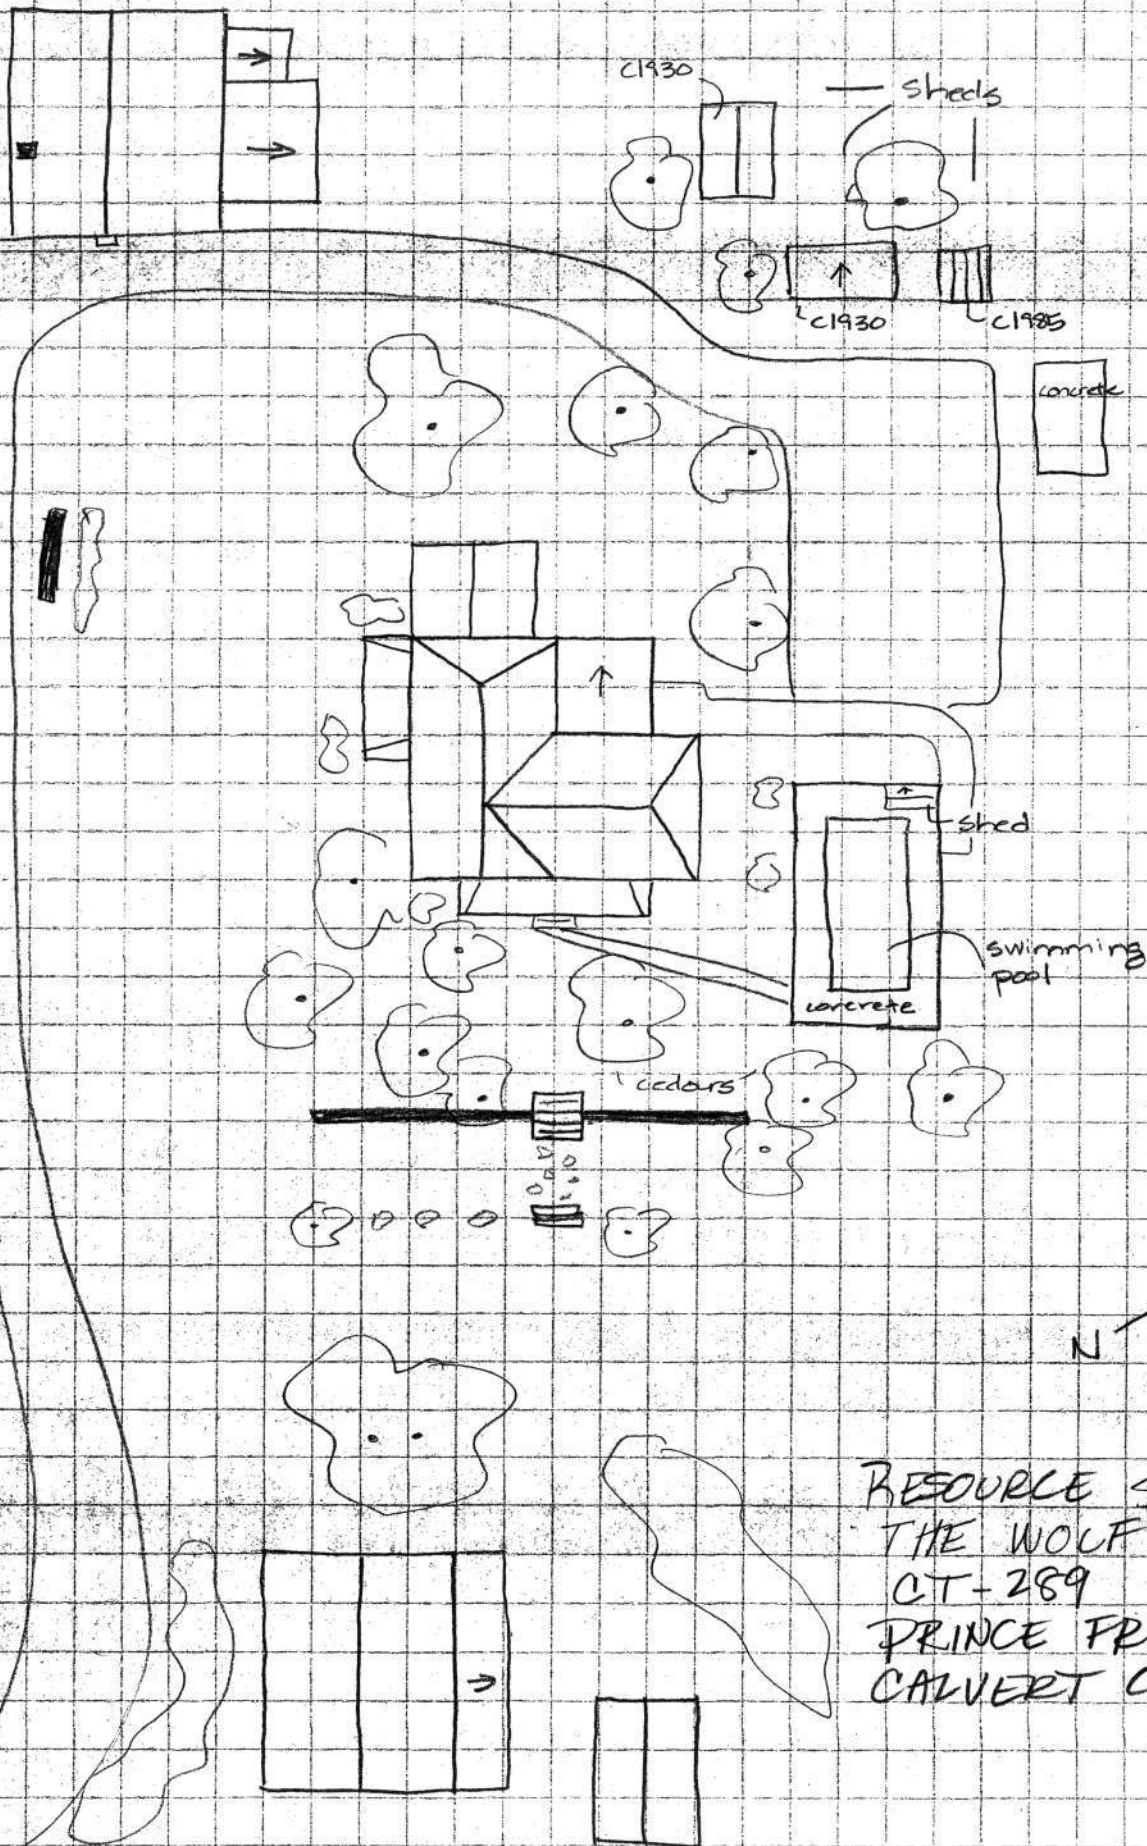 C1930
sheds
C1930
C1985
concrete
shed
swimming
pool
concrete
cedars
N
RESOURCE
THE WOLF
CT-289
PRINCE FR
CALVERT C